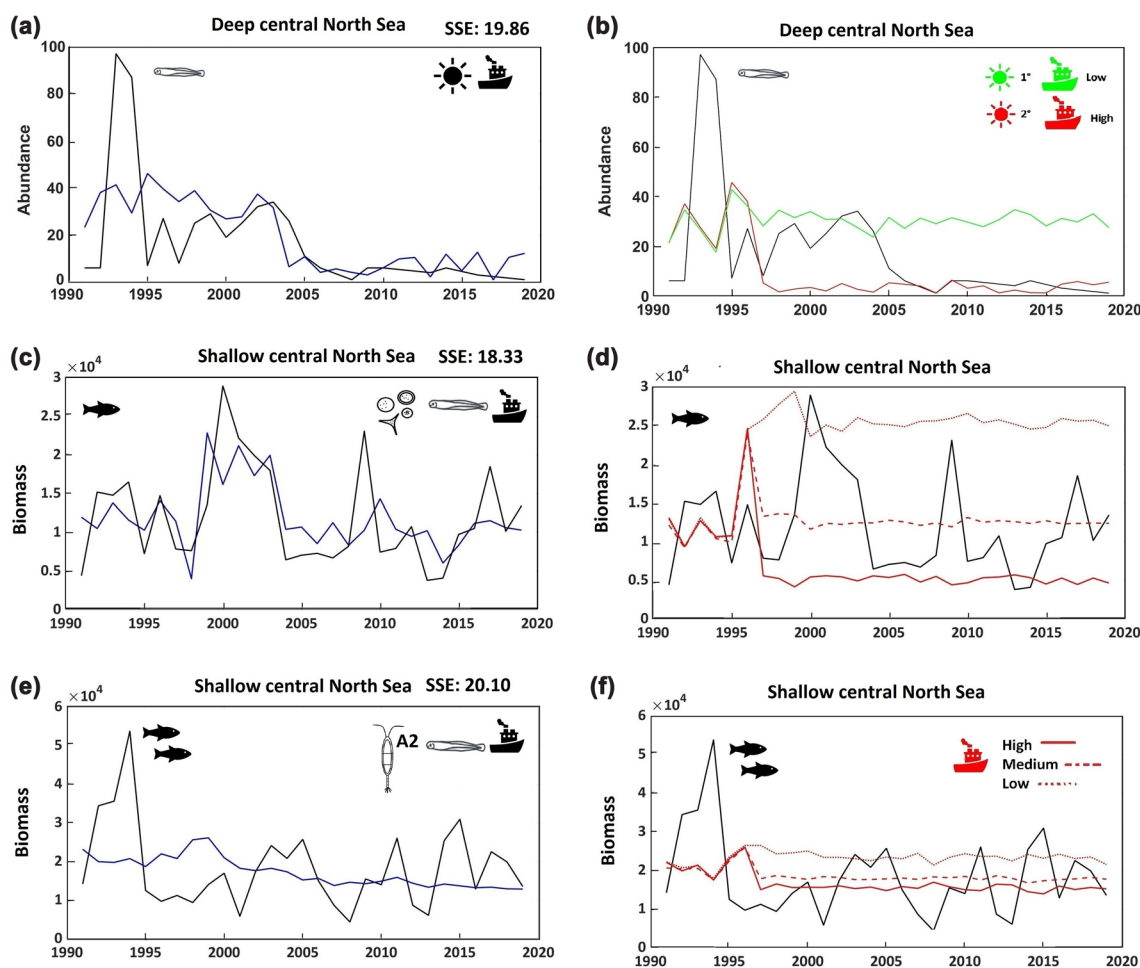 (a)
Deep central North Sea
SSE: 19.86
Abundance
100
80
60
40
20
0
1990 1995 2000 2005 2010 2015 2020
(b)
Deep central North Sea
1° Low
2° High
Abundance
100
80
60
40
20
0
1990 1995 2000 2005 2010 2015 2020
(c)
Shallow central North Sea SSE: 18.33
×10⁴
Biomass
3
2.5
2
1.5
1
0.5
0
1990 1995 2000 2005 2010 2015 2020
(d)
Shallow central North Sea
×10⁴
Biomass
3
2.5
2
1.5
1
0.5
0
1990 1995 2000 2005 2010 2015 2020
(e)
Shallow central North Sea SSE: 20.10
×10⁴
A2
Biomass
6
5
4
3
2
1
0
1990 1995 2000 2005 2010 2015 2020
(f)
Shallow central North Sea
×10⁴
High
Medium
Low
Biomass
6
5
4
3
2
1
0
1990 1995 2000 2005 2010 2015 2020